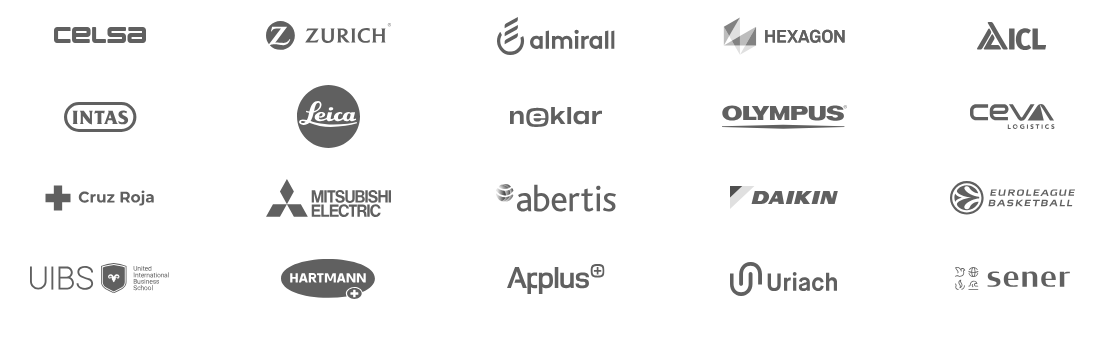 celsa
ZURICH®
almirall
HEXAGON
ICL
INTAS
Leica
neklar
OLYMPUS®
CEVA
LOGISTICS
Cruz Roja
MITSUBISHI
ELECTRIC
abertis
DAIKIN
EUROLEAGUE
BASKETBALL
UIBS
United
International
Business
School
HARTMANN
Applus+
Uriach
sener